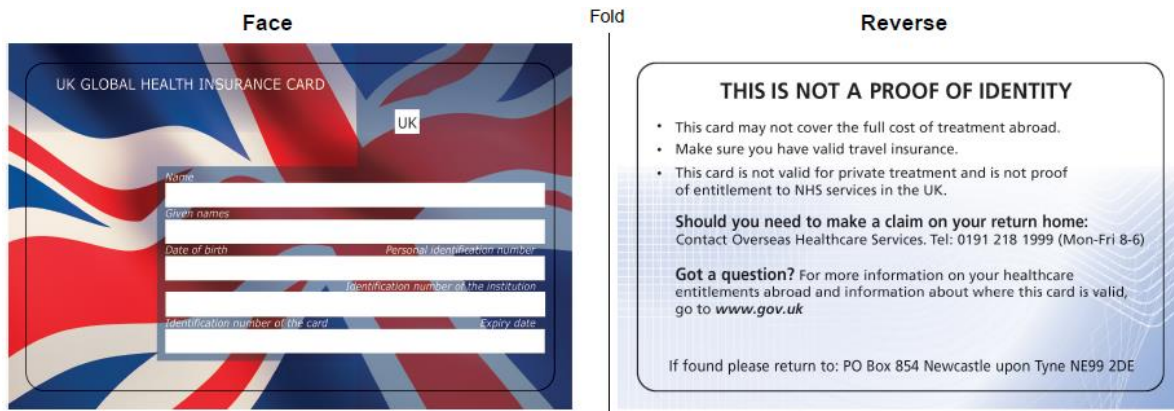 Face
Fold
Reverse
UK GLOBAL HEALTH INSURANCE CARD
UK
Name
Given names
Date of birth Personal identification number
Identification number of the institution
Identification number of the card Expiry date
THIS IS NOT A PROOF OF IDENTITY
• This card may not cover the full cost of treatment abroad.
• Make sure you have valid travel insurance.
• This card is not valid for private treatment and is not proof
of entitlement to NHS services in the UK.
Should you need to make a claim on your return home:
Contact Overseas Healthcare Services. Tel: 0191 218 1999 (Mon-Fri 8-6)
Got a question? For more information on your healthcare
entitlements abroad and information about where this card is valid,
go to www.gov.uk
If found please return to: PO Box 854 Newcastle upon Tyne NE99 2DE